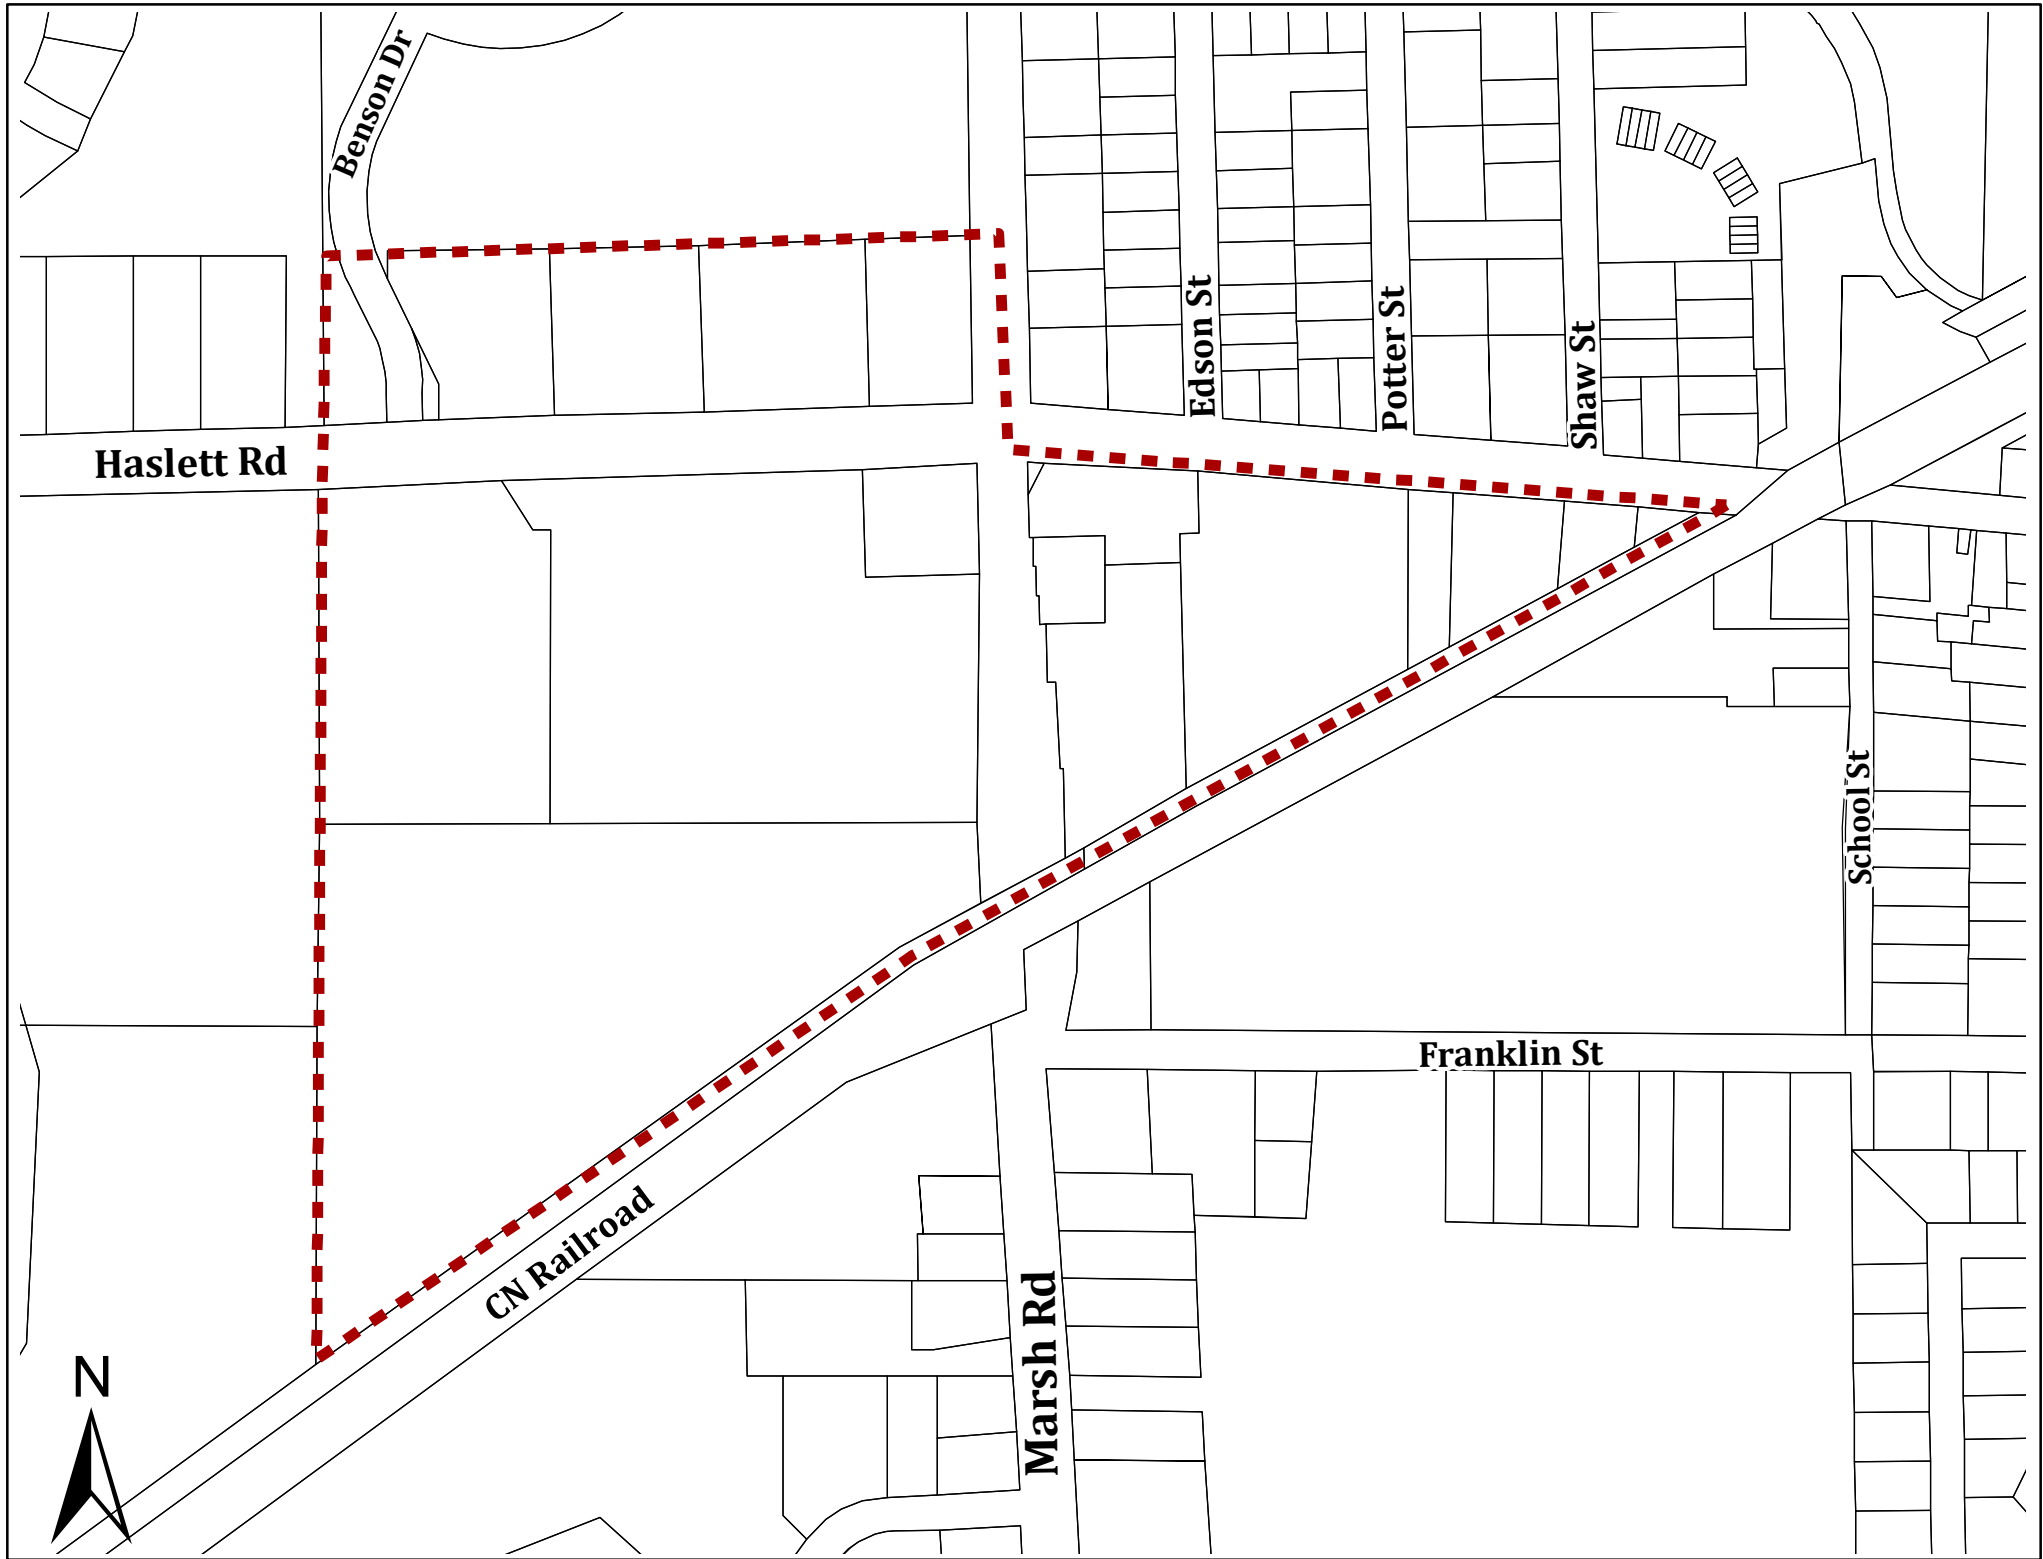 Benson Dr
Edson St
Potter St
Shaw St
Haslett Rd
School St
Franklin St
CN Railroad
Marsh Rd
N